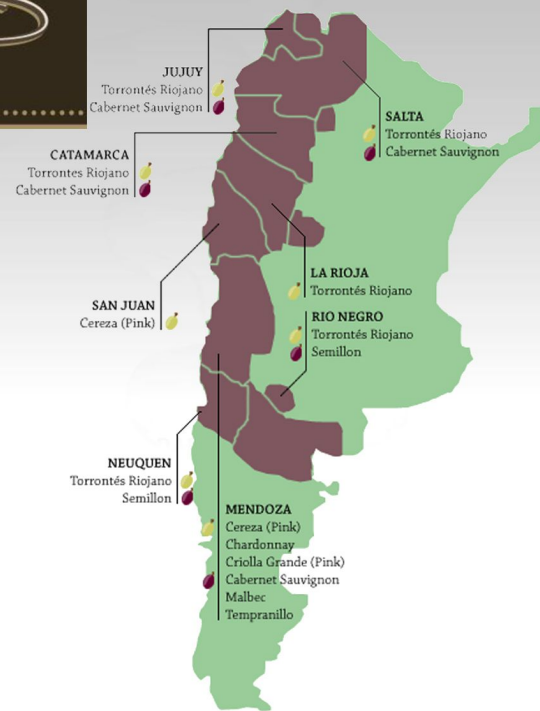 JUJUY
Torrontés Riojano
Cabernet Sauvignon
SALTA
Torrontés Riojano
Cabernet Sauvignon
CATAMARCA
Torrontes Riojano
Cabernet Sauvignon
LA RIOJA
Torrontés Riojano
SAN JUAN
Cereza (Pink)
RIO NEGRO
Torrontés Riojano
Semillon
NEUQUEN
Torrontés Riojano
Semillon
MENDOZA
Cereza (Pink)
Chardonnay
Criolla Grande (Pink)
Cabernet Sauvignon
Malbec
Tempranillo